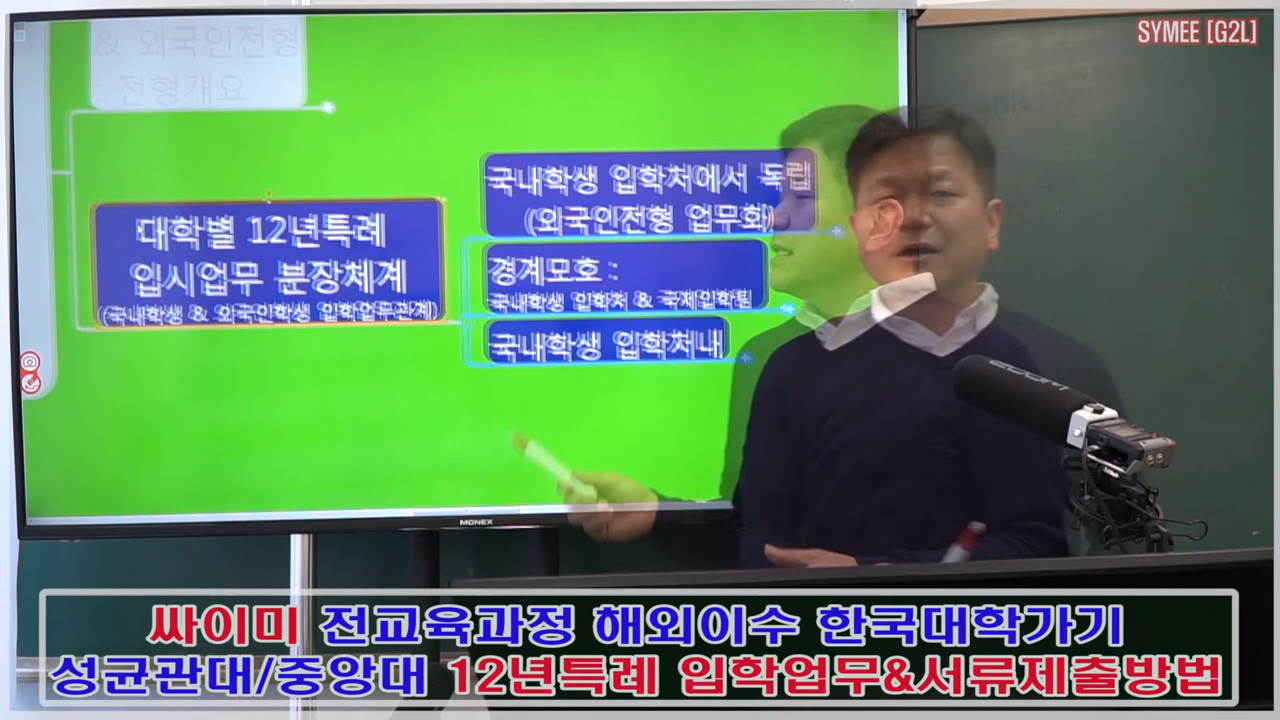 SYMEE [G2L]
& 외국인전형
전형개요
대학별 12년특례
입시업무 분장체계
(국내학생 & 외국인학생 입학업무관계)
국내학생 입학처에서 독립
(외국인전형 업무화)
경계모호 :
국내학생 입학처 & 국제입학팀
국내학생 입학처내
ZOOM
MONEX
싸이미 전교육과정 해외이수 한국대학가기
성균관대/중앙대 12년특례 입학업무&서류제출방법